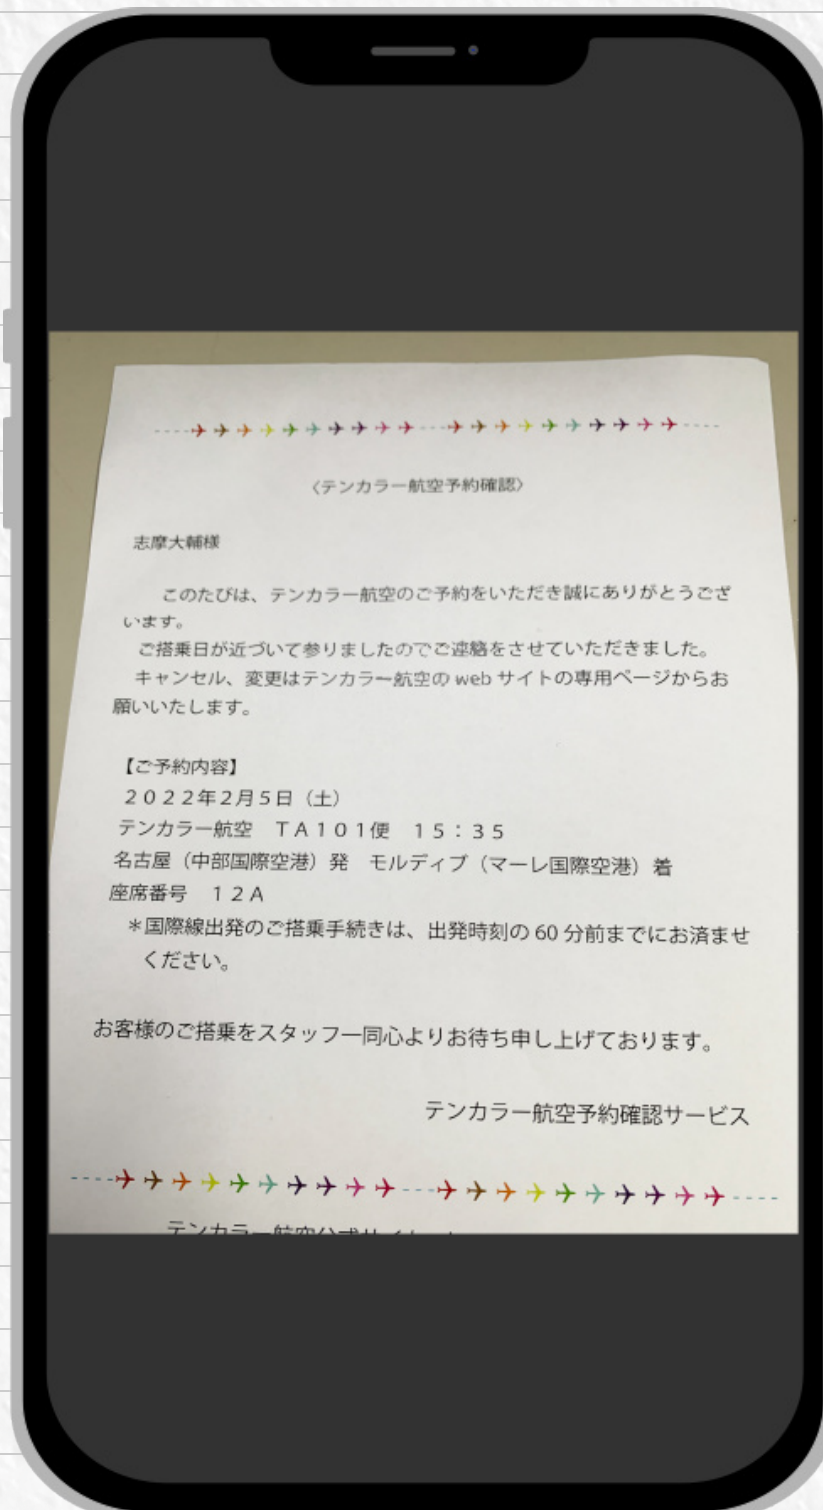 〈テンカラー航空予約確認〉
志摩大輔様
このたびは、テンカラー航空のご予約をいただき誠にありがとうござ
います。
ご搭乗日が近づいて参りましたのでご連絡をさせていただきました。
キャンセル、変更はテンカラー航空の web サイトの専用ページからお
願いいたします。
【ご予約内容】
２０２２年２月５日（土）
テンカラー航空　ＴＡ１０１便　１５：３５
名古屋（中部国際空港）発　モルディブ（マーレ国際空港）着
座席番号　１２Ａ
＊国際線出発のご搭乗手続きは、出発時刻の 60 分前までにお済ませ
ください。
お客様のご搭乗をスタッフ一同心よりお待ち申し上げております。
テンカラー航空予約確認サービス
テンカラー航空公式サイト